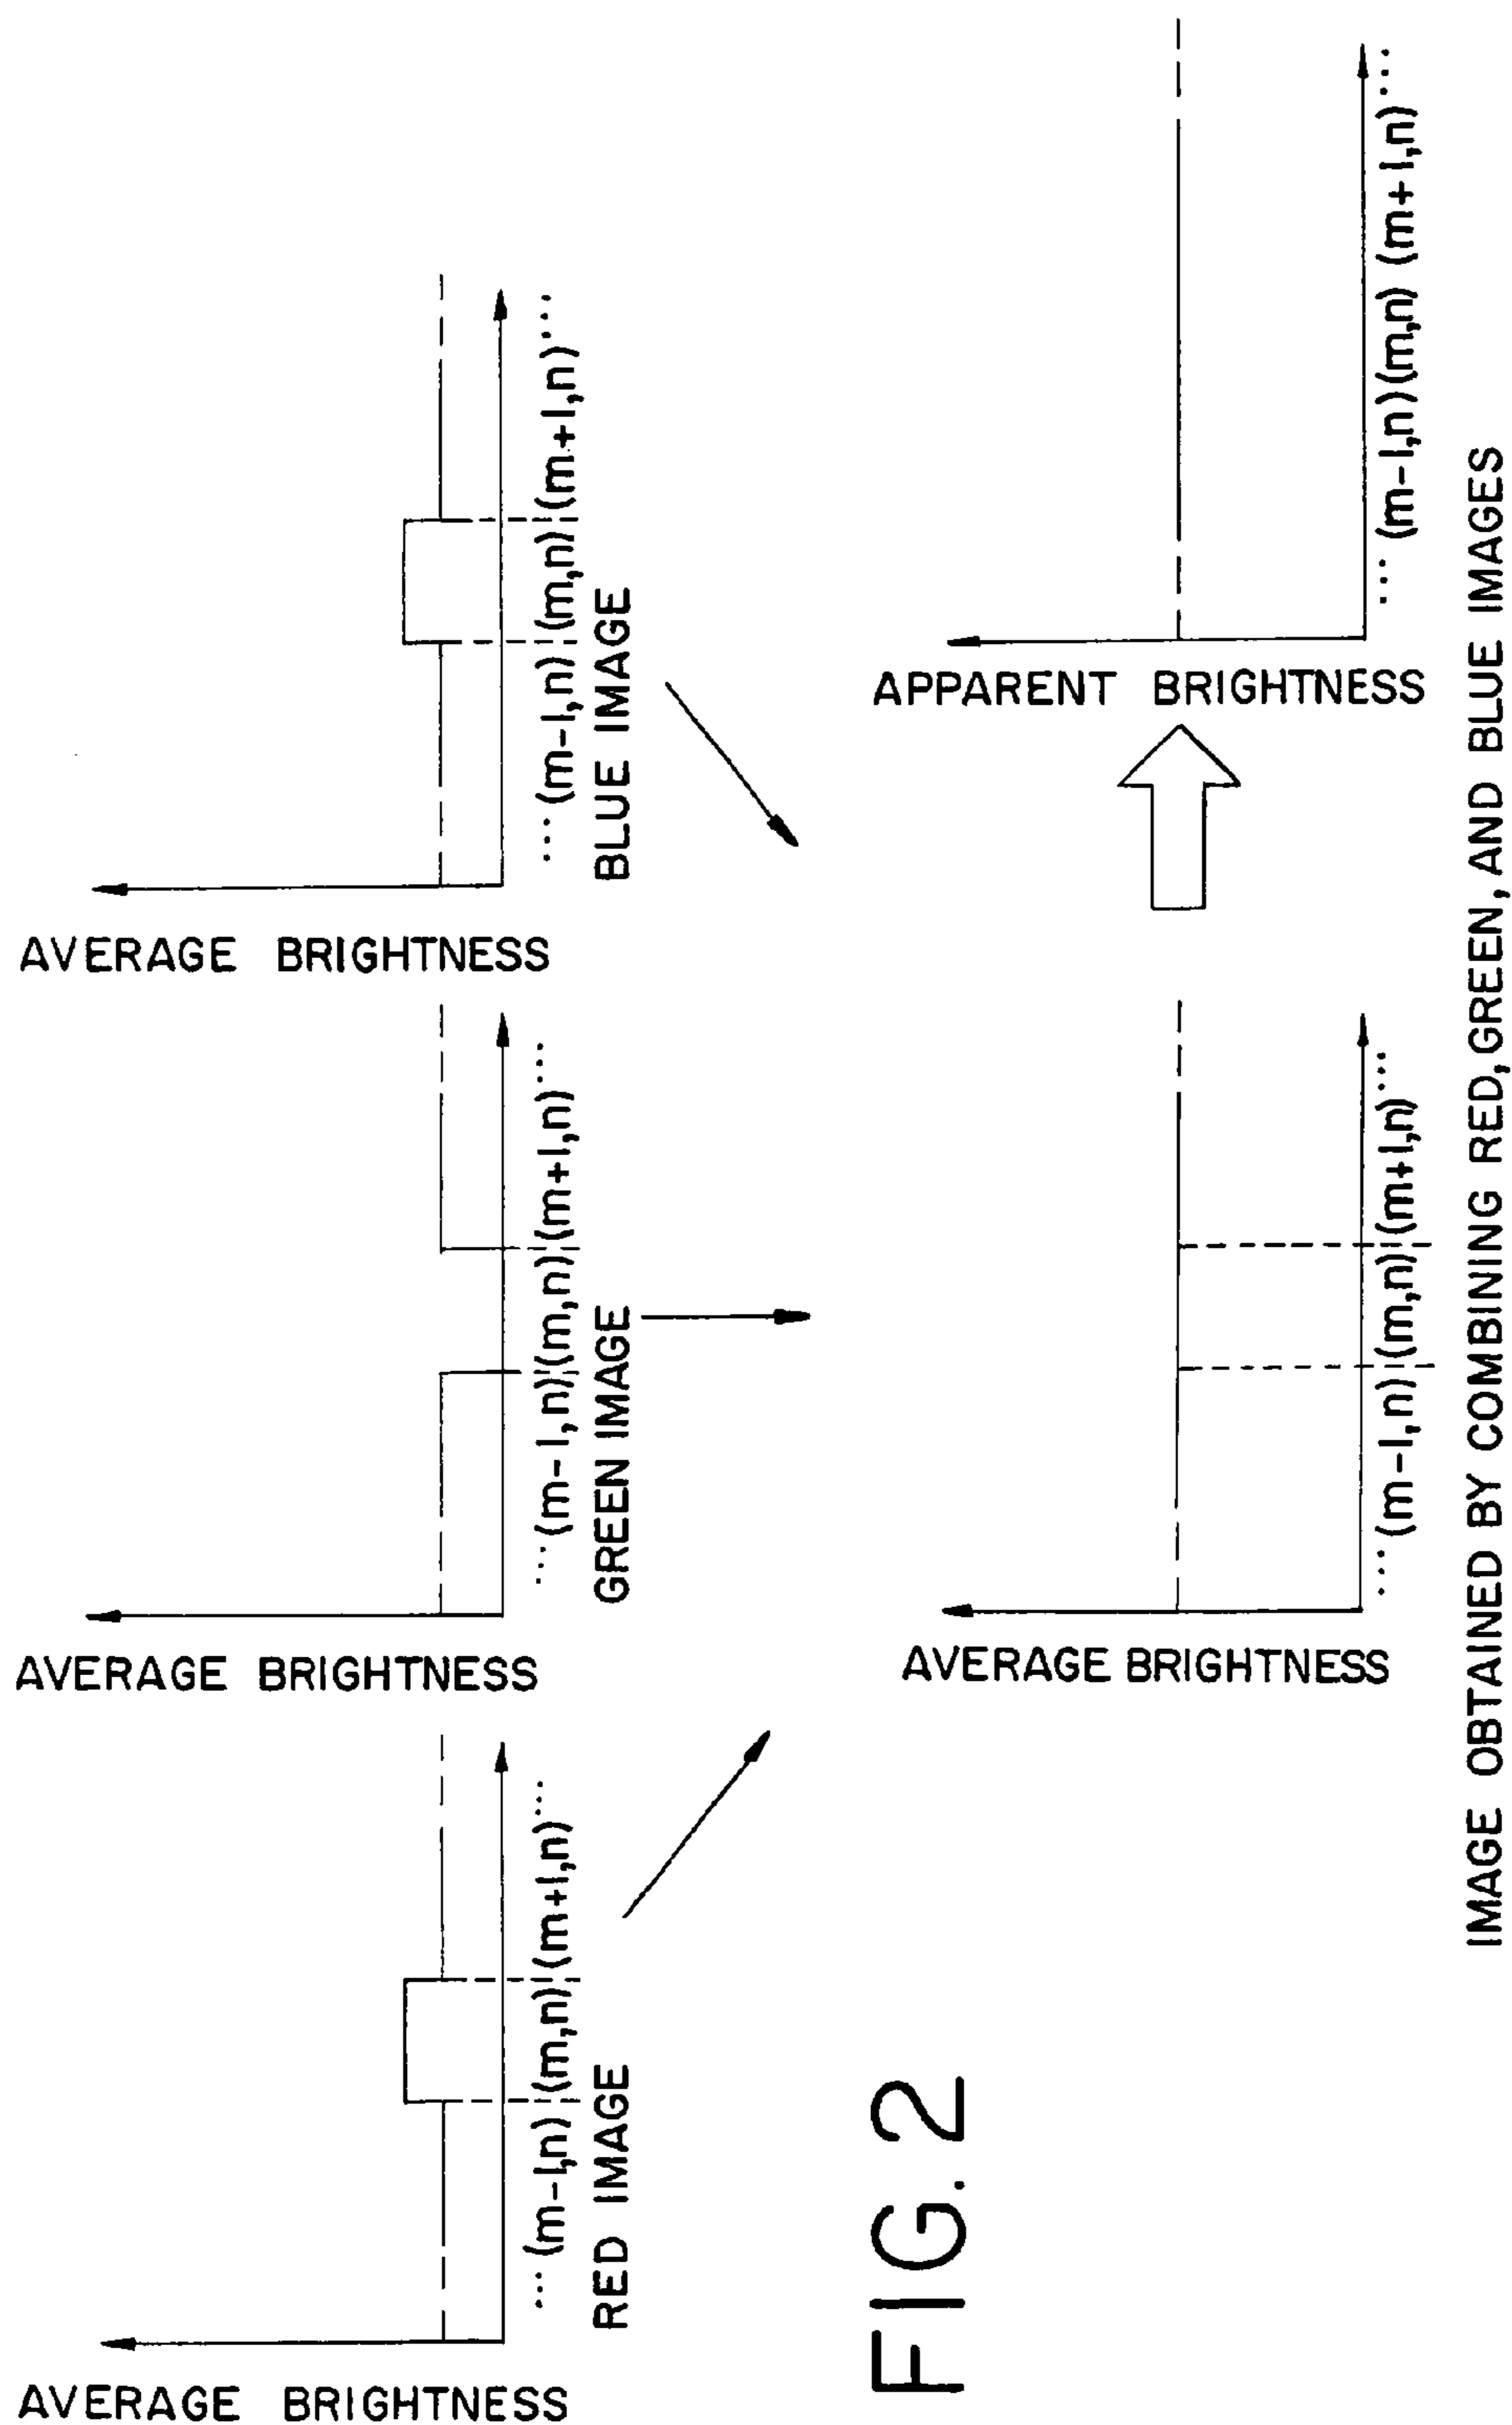 AVERAGE BRIGHTNESS
... (m-1,n) (m,n) (m+1,n) ...
RED IMAGE
AVERAGE BRIGHTNESS
... (m-1,n) (m,n) (m+1,n) ....
GREEN IMAGE
AVERAGE BRIGHTNESS
... (m-1,n) (m,n) (m+1,n) ...
BLUE IMAGE
FIG. 2
AVERAGE BRIGHTNESS
... (m-1,n) (m,n) (m+1,n) ...
APPARENT BRIGHTNESS
... (m-1,n) (m,n) (m+1,n) ...
IMAGE OBTAINED BY COMBINING RED, GREEN, AND BLUE IMAGES